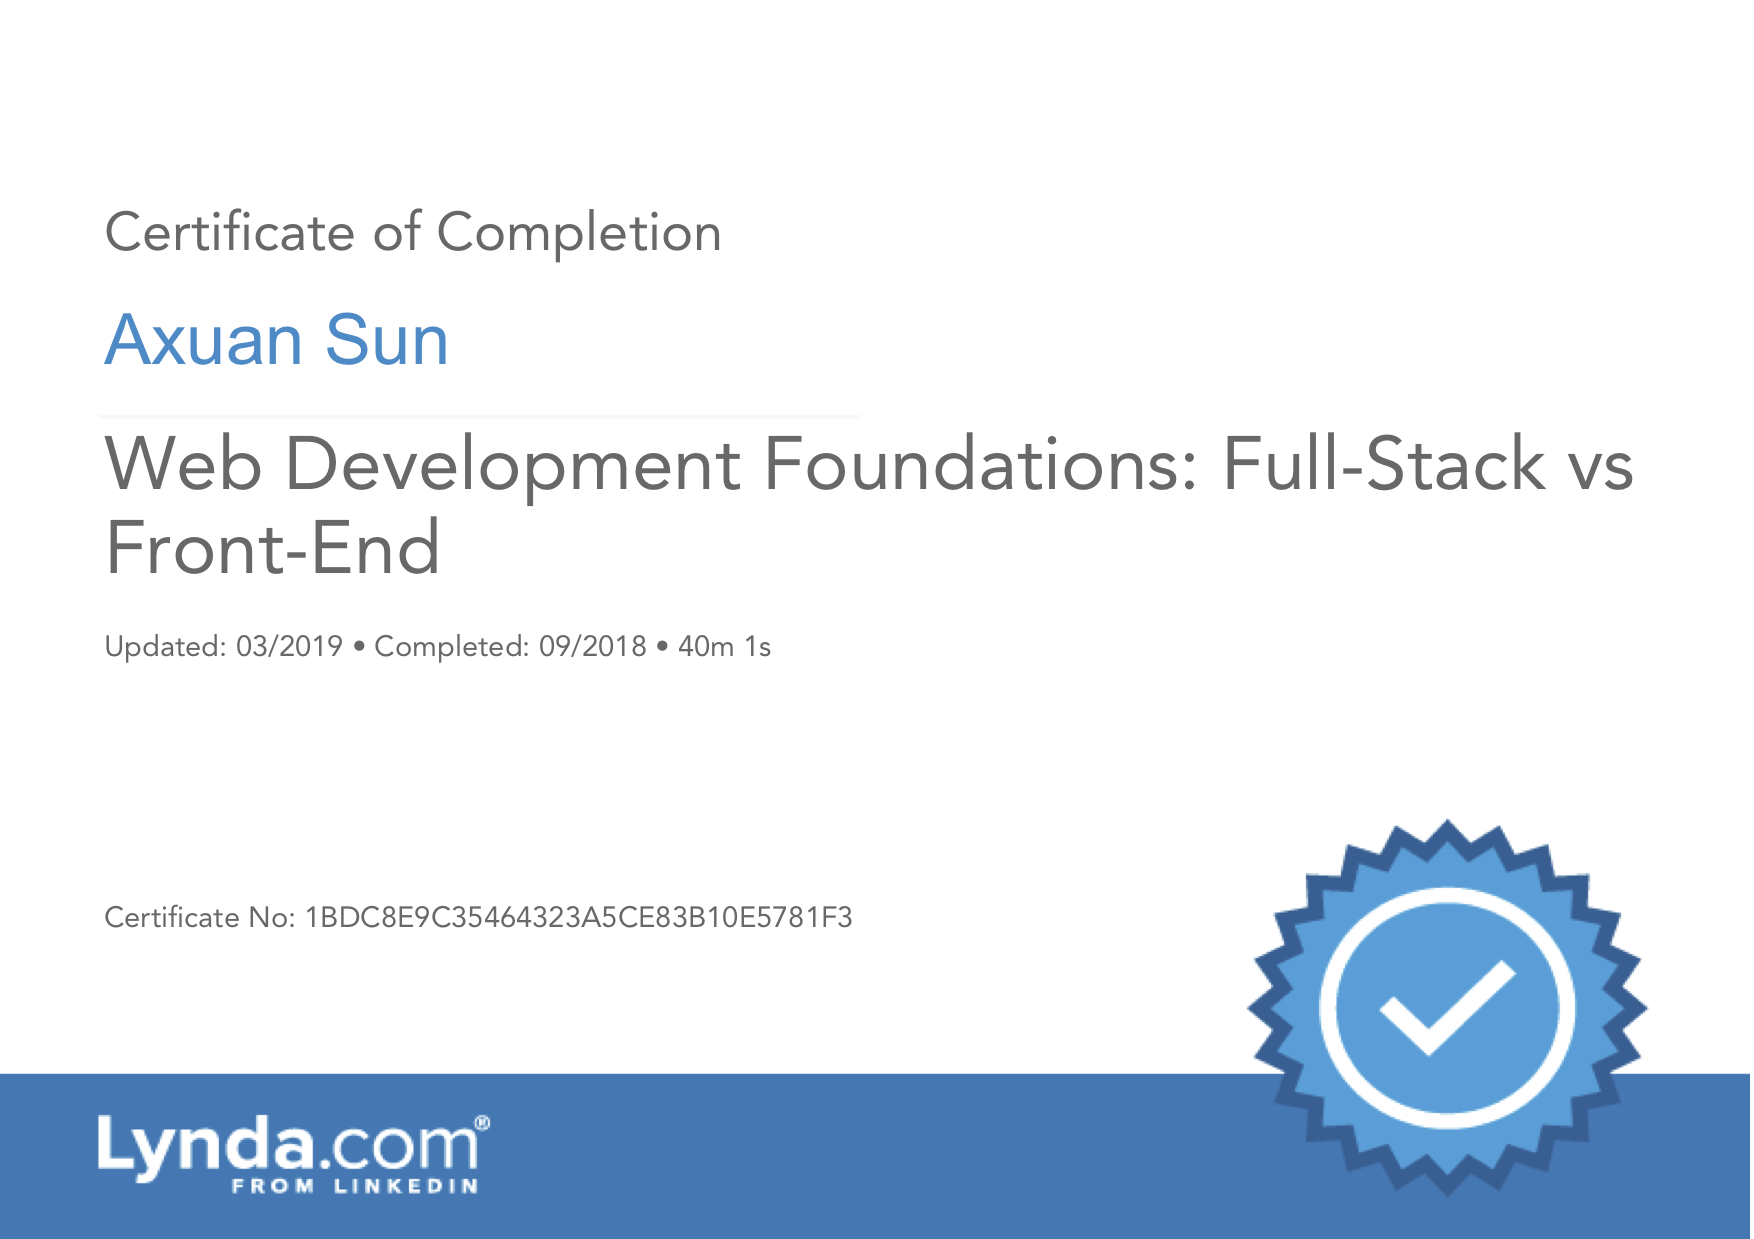 Certificate of Completion
Axuan Sun
Web Development Foundations: Full-Stack vs
Front-End
Updated: 03/2019 • Completed: 09/2018 • 40m 1s
Certificate No: 1BDC8E9C35464323A5CE83B10E5781F3
Lynda.com®
FROM LINKEDIN